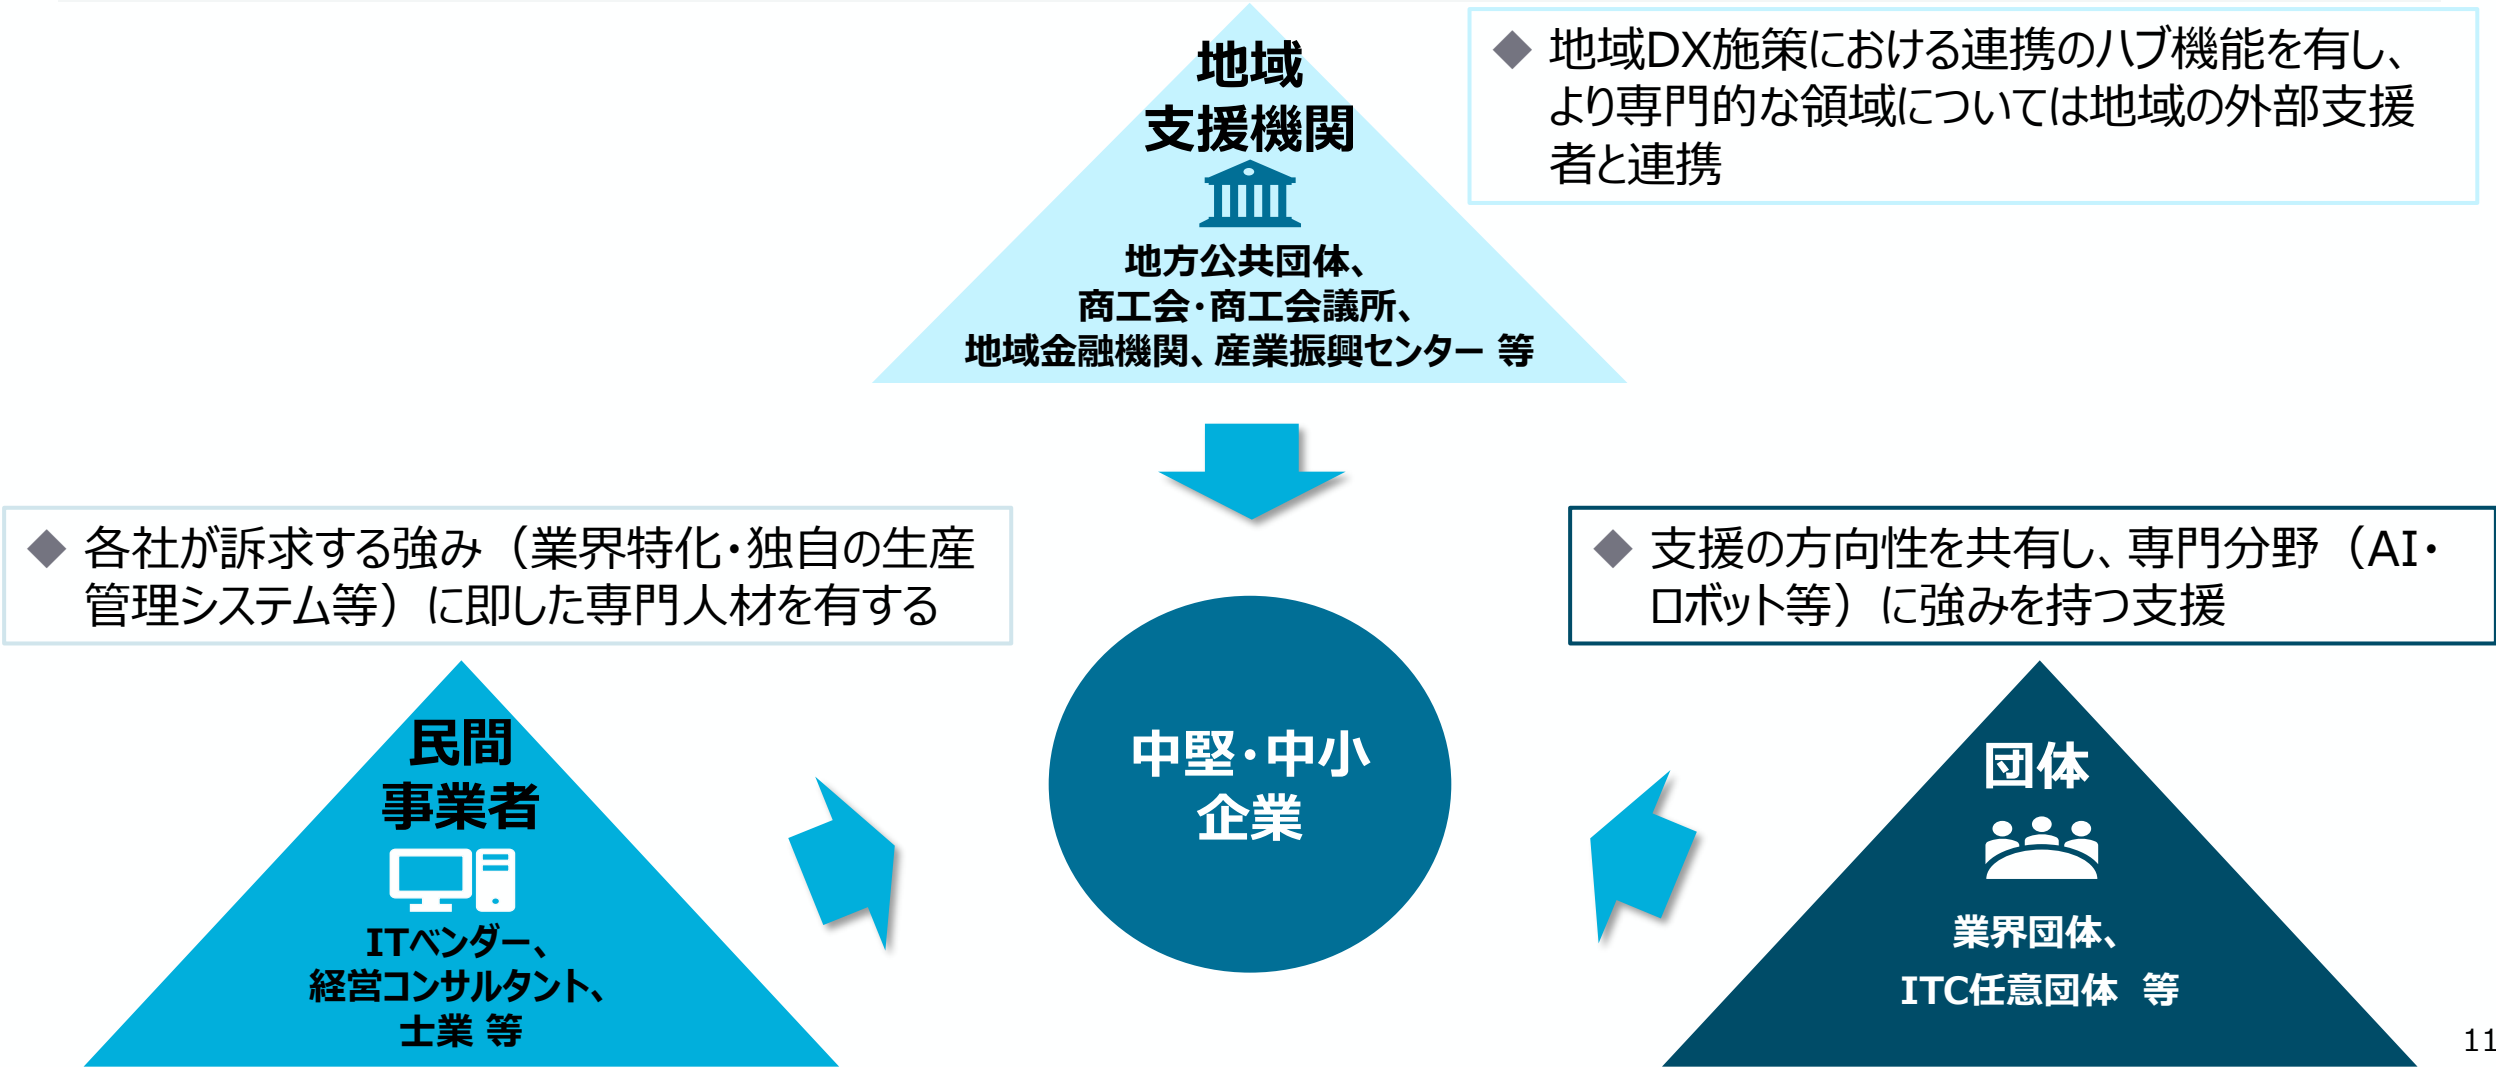 地域
支援機関
地方公共団体、
商工会・商工会議所、
地域金融機関、産業振興センター 等
◆ 地域DX施策における連携のハブ機能を有し、
より専門的な領域については地域の外部支援
者と連携
◆ 各社が訴求する強み（業界特化・独自の生産
管理システム等）に即した専門人材を有する
民間
事業者
ITベンダー、
経営コンサルタント、
士業 等
中堅・中小
企業
◆ 支援の方向性を共有し、専門分野（AI・
ロボット等）に強みを持つ支援
団体
業界団体、
ITC任意団体 等
11